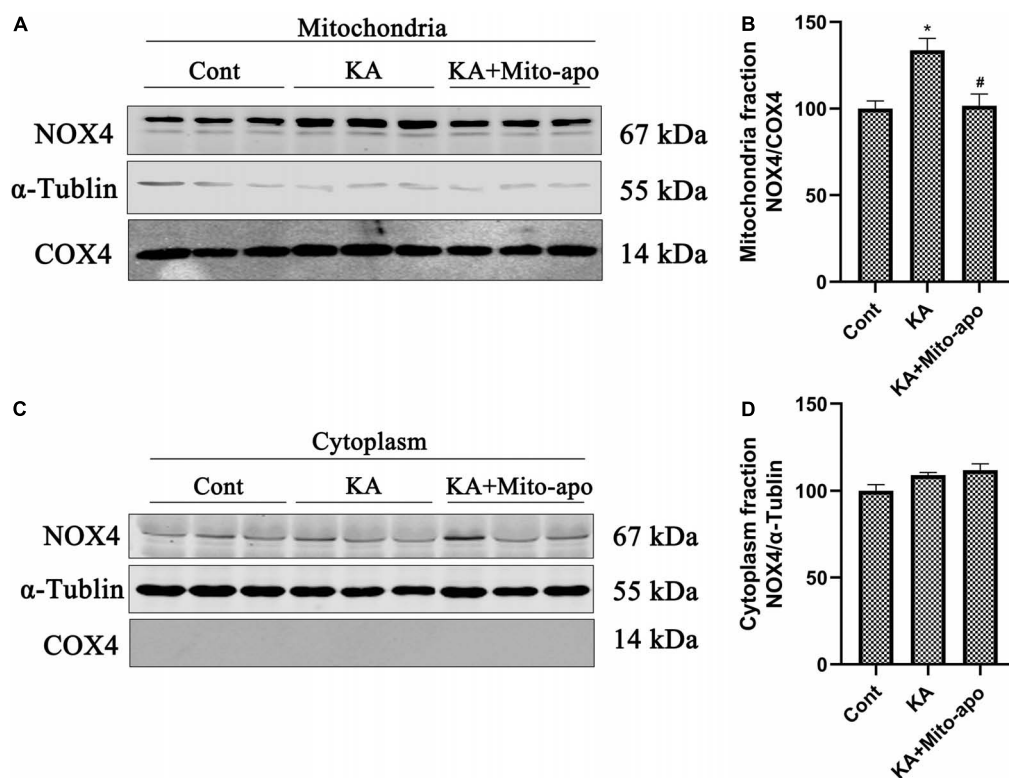 A
Mitochondria
Cont KA KA+Mito-apo
NOX4 67 kDa
α-Tublin 55 kDa
COX4 14 kDa
B
Mitochondria fraction
NOX4/COX4
150
100
50
0
*
#
Cont
KA
KA+Mito-apo
C
Cytoplasm
Cont KA KA+Mito-apo
NOX4 67 kDa
α-Tublin 55 kDa
COX4 14 kDa
D
Cytoplasm fraction
NOX4/α-Tublin
150
100
50
0
Cont
KA
KA+Mito-apo